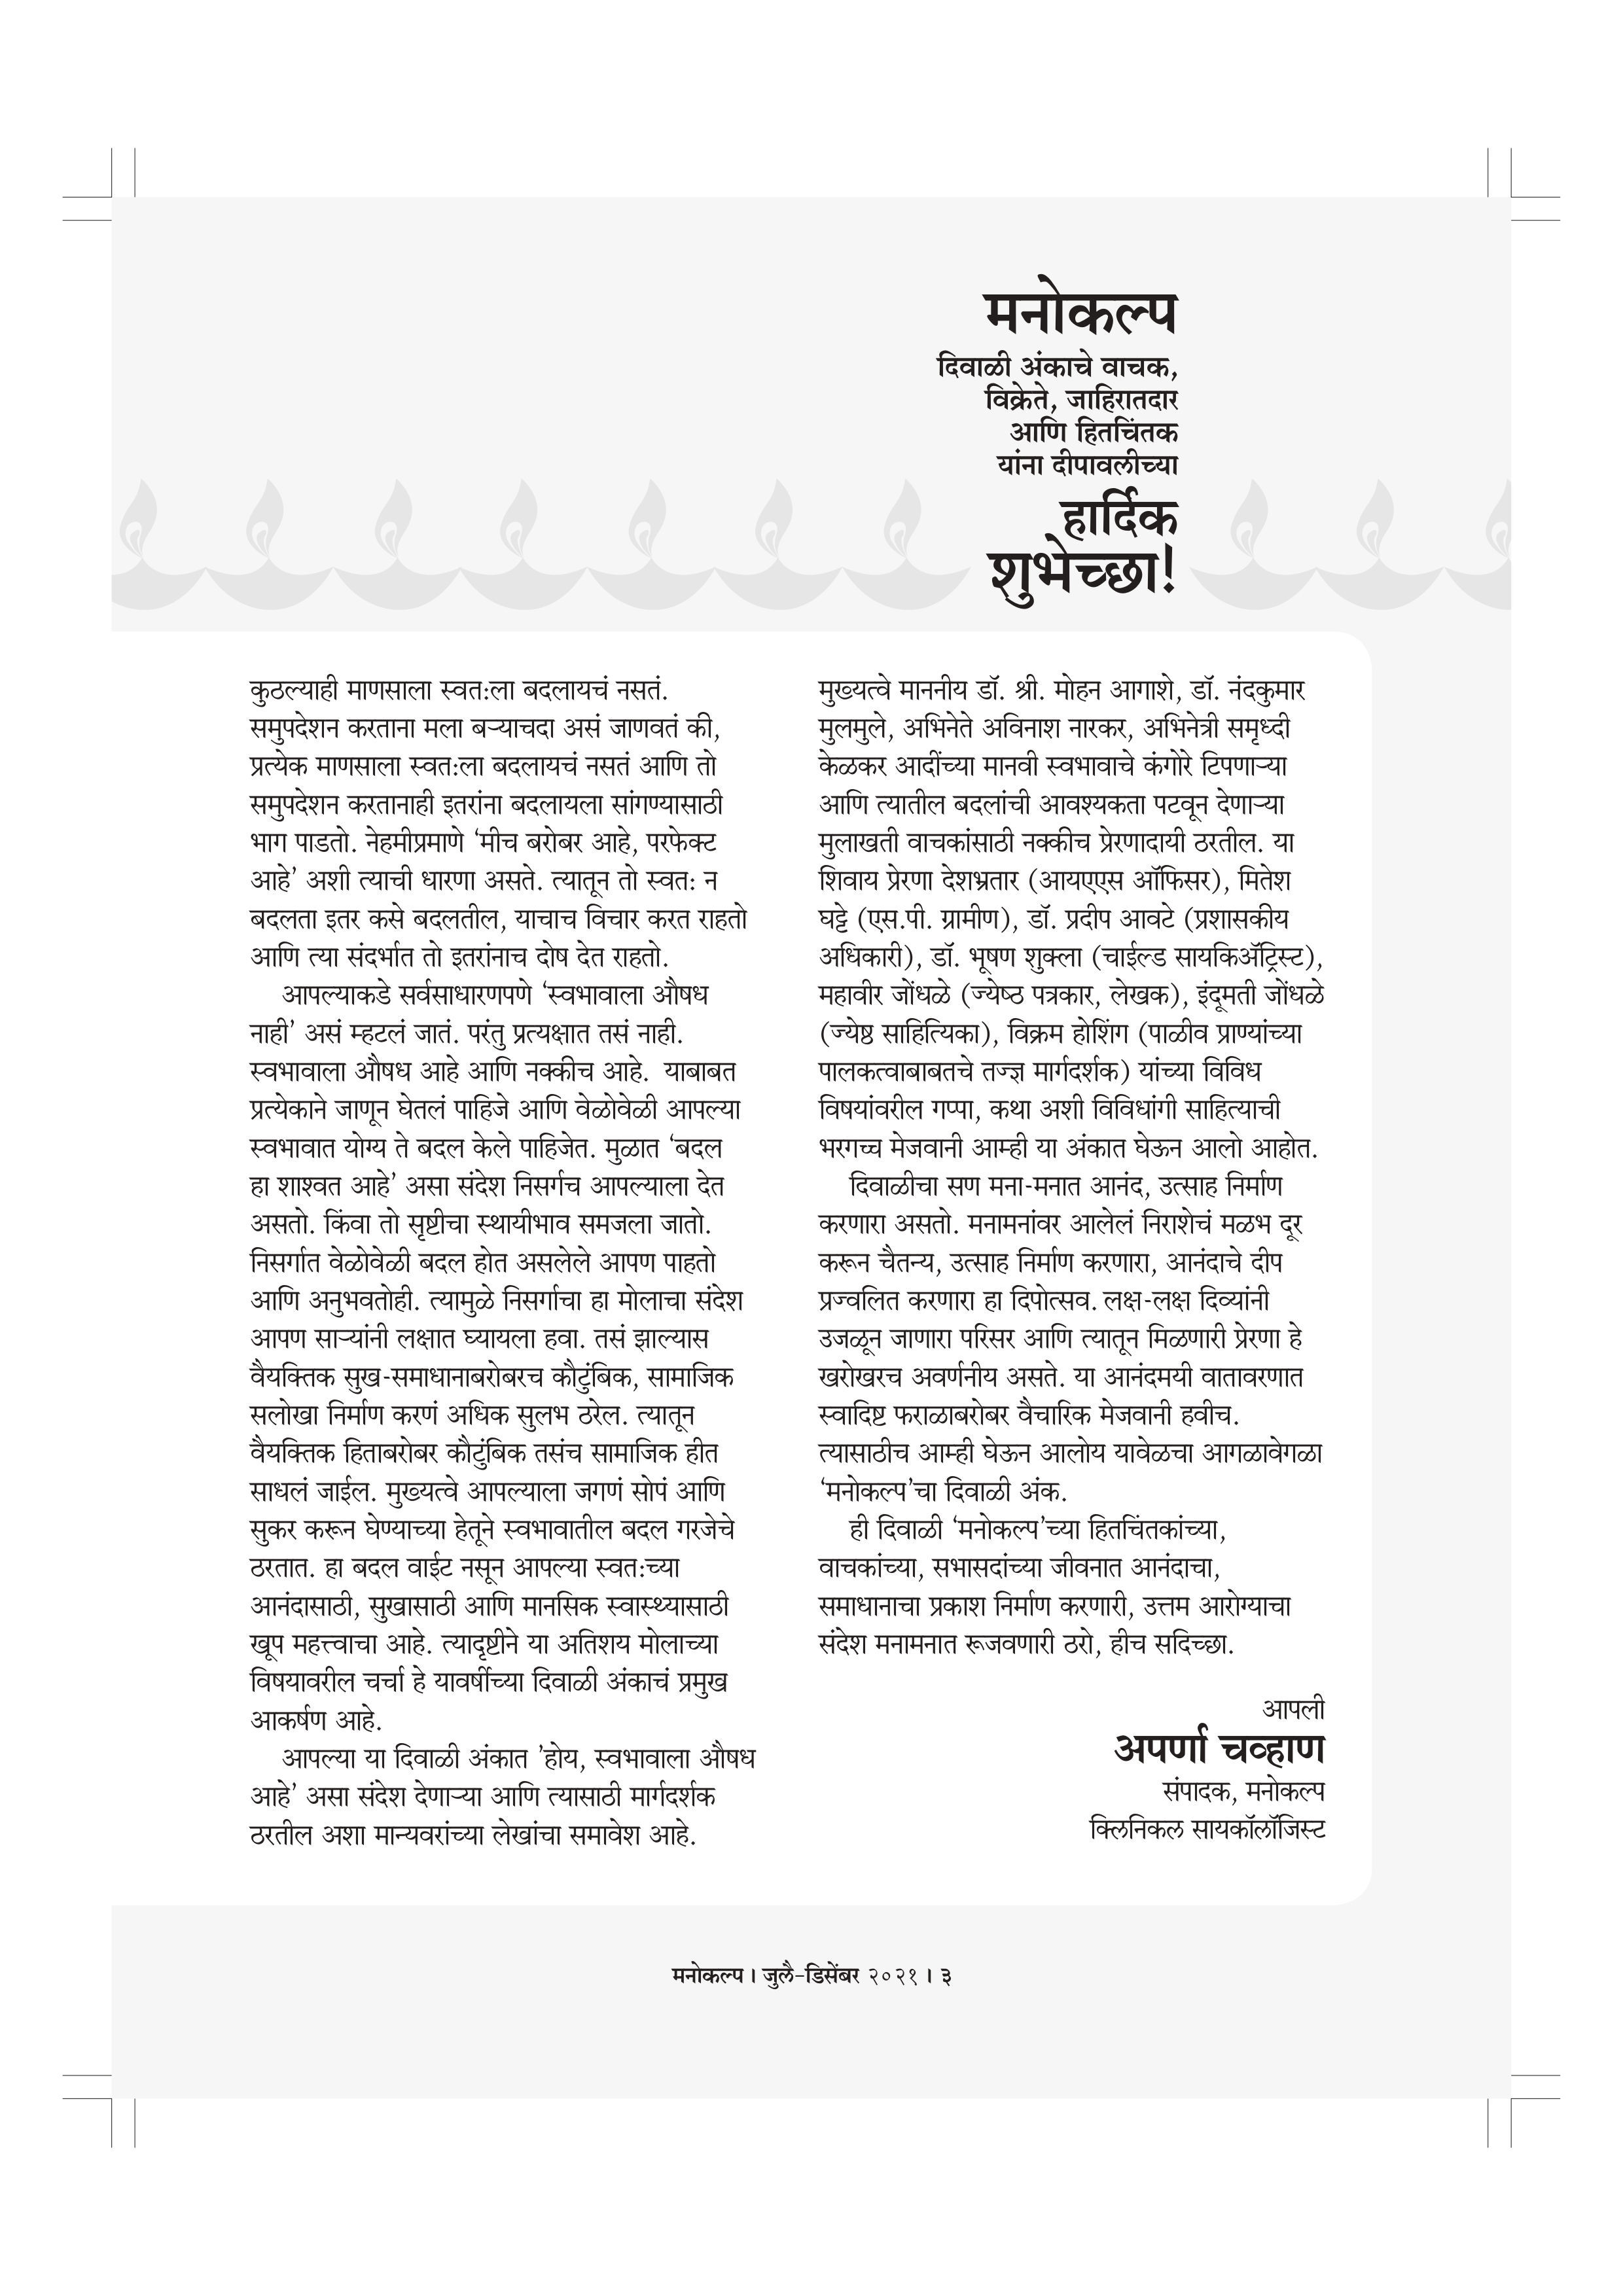 मनोकल्प
दिवाळी अंकाचे वाचक,
विक्रेते, जाहिरातदार
आणि हितचिंतक
यांना दीपावलीच्या
हार्दिक
शुभेच्छा!
कुठल्याही माणसाला स्वत:ला बदलायचं नसतं.
समुपदेशन करताना मला बऱ्याचदा असं जाणवतं की,
प्रत्येक माणसाला स्वत:ला बदलायचं नसतं आणि तो
समुपदेशन करतानाही इतरांना बदलायला सांगण्यासाठी
भाग पाडतो. नेहमीप्रमाणे ‘मीच बरोबर आहे, परफेक्ट
आहे’ अशी त्याची धारणा असते. त्यातून तो स्वत: न
बदलता इतर कसे बदलतील, याचाच विचार करत राहतो
आणि त्या संदर्भात तो इतरांनाच दोष देत राहतो.
आपल्याकडे सर्वसाधारणपणे ‘स्वभावाला औषध
नाही’ असं म्हटलं जातं. परंतु प्रत्यक्षात तसं नाही.
स्वभावाला औषध आहे आणि नक्कीच आहे. याबाबत
प्रत्येकाने जाणून घेतलं पाहिजे आणि वेळोवेळी आपल्या
स्वभावात योग्य ते बदल केले पाहिजेत. मुळात ‘बदल
हा शाश्वत आहे’ असा संदेश निसर्गच आपल्याला देत
असतो. किंवा तो सृष्टीचा स्थायीभाव समजला जातो.
निसर्गात वेळोवेळी बदल होत असलेले आपण पाहतो
आणि अनुभवतोही. त्यामुळे निसर्गाचा हा मोलाचा संदेश
आपण साऱ्यांनी लक्षात घ्यायला हवा. तसं झाल्यास
वैयक्तिक सुख-समाधानाबरोबरच कौटुंबिक, सामाजिक
सलोखा निर्माण करणं अधिक सुलभ ठरेल. त्यातून
वैयक्तिक हिताबरोबर कौटुंबिक तसंच सामाजिक हीत
साधलं जाईल. मुख्यत्वे आपल्याला जगणं सोपं आणि
सुकर करून घेण्याच्या हेतूने स्वभावातील बदल गरजेचे
ठरतात. हा बदल वाईट नसून आपल्या स्वत:च्या
आनंदासाठी, सुखासाठी आणि मानसिक स्वास्थ्यासाठी
खूप महत्त्वाचा आहे. त्यादृष्टीने या अतिशय मोलाच्या
विषयावरील चर्चा हे यावर्षीच्या दिवाळी अंकाचं प्रमुख
आकर्षण आहे.
आपल्या या दिवाळी अंकात ’होय, स्वभावाला औषध
आहे’ असा संदेश देणाऱ्या आणि त्यासाठी मार्गदर्शक
ठरतील अशा मान्यवरांच्या लेखांचा समावेश आहे.
मुख्यत्वे माननीय डॉ. श्री. मोहन आगाशे, डॉ. नंदकुमार
मुलमुले, अभिनेते अविनाश नारकर, अभिनेत्री समृध्दी
केळकर आदींच्या मानवी स्वभावाचे कंगोरे टिपणाऱ्या
आणि त्यातील बदलांची आवश्यकता पटवून देणाऱ्या
मुलाखती वाचकांसाठी नक्कीच प्रेरणादायी ठरतील. या
शिवाय प्रेरणा देशभ्रतार (आयएएस ऑफिसर), मितेश
घट्टे (एस.पी. ग्रामीण), डॉ. प्रदीप आवटे (प्रशासकीय
अधिकारी), डॉ. भूषण शुक्ला (चाईल्ड सायकिॲट्रिस्ट),
महावीर जोंधळे (ज्येष्ठ पत्रकार, लेखक), इंदूमती जोंधळे
(ज्येष्ठ साहित्यिका), विक्रम होशिंग (पाळीव प्राण्यांच्या
पालकत्वाबाबतचे तज्ज्ञ मार्गदर्शक) यांच्या विविध
विषयांवरील गप्पा, कथा अशी विविधांगी साहित्याची
भरगच्च मेजवानी आम्ही या अंकात घेऊन आलो आहोत.
दिवाळीचा सण मना-मनात आनंद, उत्साह निर्माण
करणारा असतो. मनामनांवर आलेलं निराशेचं मळभ दूर
करून चैतन्य, उत्साह निर्माण करणारा, आनंदाचे दीप
प्रज्वलित करणारा हा दिपोत्सव. लक्ष-लक्ष दिव्यांनी
उजळून जाणारा परिसर आणि त्यातून मिळणारी प्रेरणा हे
खरोखरच अवर्णनीय असते. या आनंदमयी वातावरणात
स्वादिष्ट फराळाबरोबर वैचारिक मेजवानी हवीच.
त्यासाठीच आम्ही घेऊन आलोय यावेळचा आगळावेगळा
‘मनोकल्प’चा दिवाळी अंक.
ही दिवाळी ‘मनोकल्प’च्या हितचिंतकांच्या,
वाचकांच्या, सभासदांच्या जीवनात आनंदाचा,
समाधानाचा प्रकाश निर्माण करणारी, उत्तम आरोग्याचा
संदेश मनामनात रूजवणारी ठरो, हीच सदिच्छा.
आपली
अपर्णा चव्हाण
संपादक, मनोकल्प
क्लिनिकल सायकॉलॉजिस्ट
मनोकल्प । जुलै-डिसेंबर २०२१ । ३